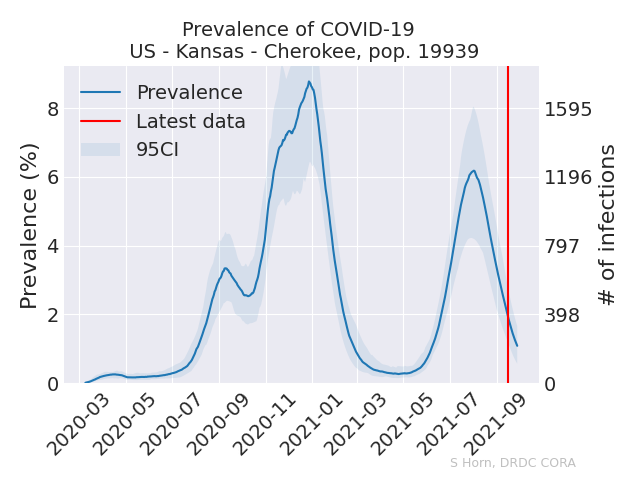 Prevalence of COVID-19
US - Kansas - Cherokee, pop. 19939
Prevalence
Latest data
95CI
Prevalence (%)
8
6
4
2
0
1595
1196
797
398
0
# of infections
2020-03
2020-05
2020-07
2020-09
2020-11
2021-01
2021-03
2021-05
2021-07
2021-09
S Horn, DRDC CORA